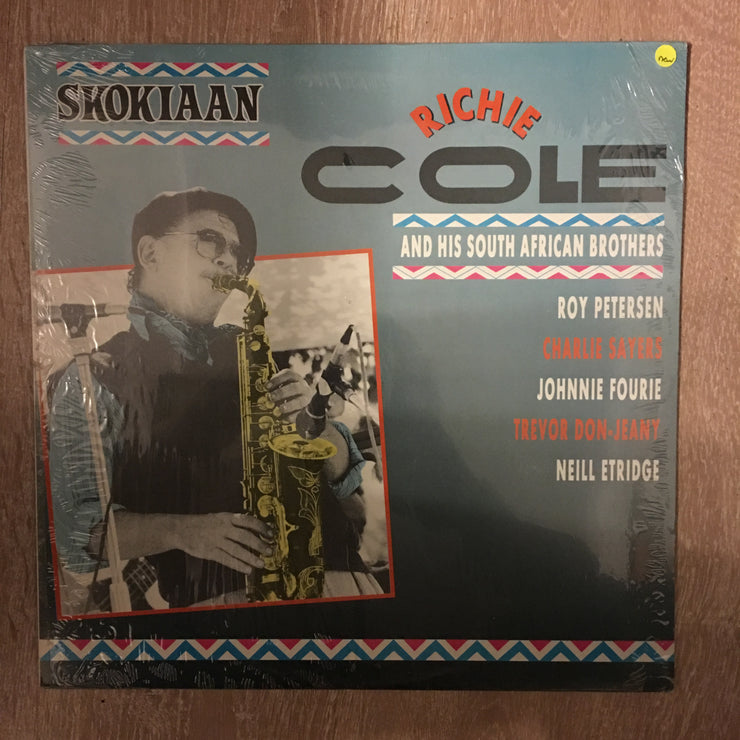 new
SKOKIAAN
RICHIE
COLE
AND HIS SOUTH AFRICAN BROTHERS
ROY PETERSEN
CHARLIE SAYERS
JOHNNIE FOURIE
TREVOR DON-JEANY
NEILL ETRIDGE